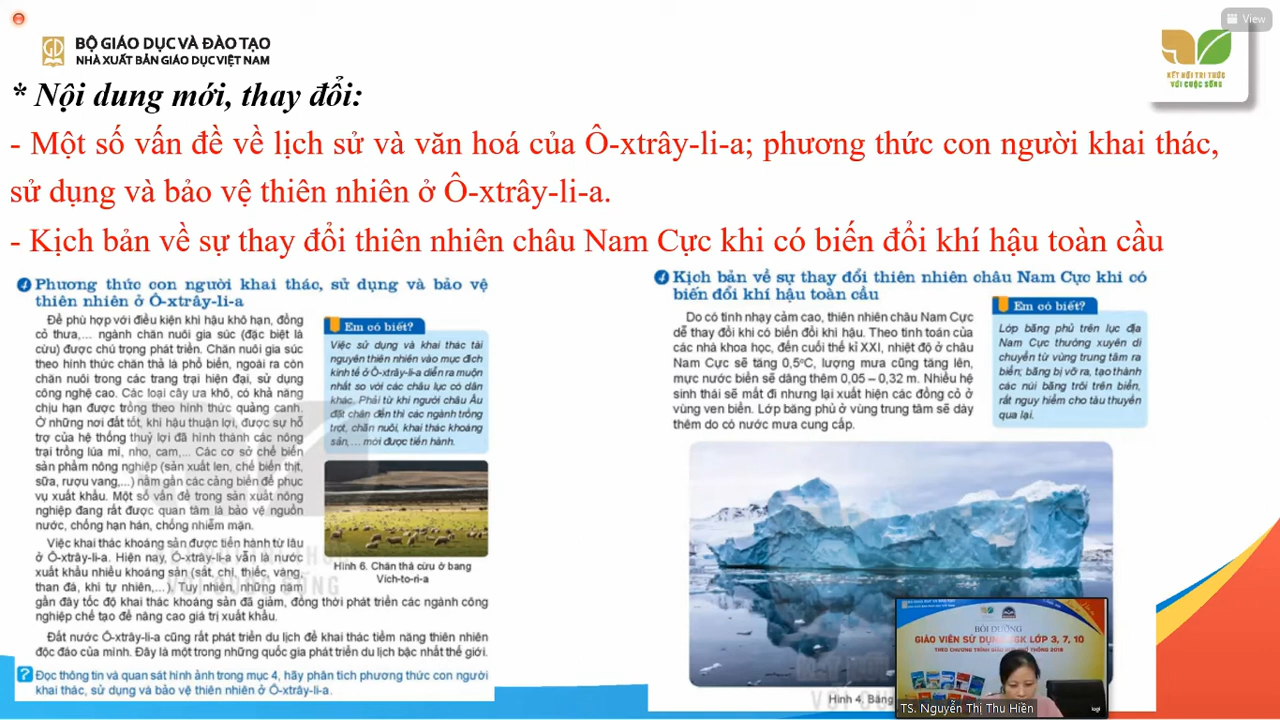 View
BỘ GIÁO DỤC VÀ ĐÀO TẠO
NHÀ XUẤT BẢN GIÁO DỤC VIỆT NAM
KẾT NỐI TRI THỨC
VỚI CUỘC SỐNG
* Nội dung mới, thay đổi:
- Một số vấn đề về lịch sử và văn hoá của Ô-xtrây-li-a; phương thức con người khai thác,
sử dụng và bảo vệ thiên nhiên ở Ô-xtrây-li-a.
- Kịch bản về sự thay đổi thiên nhiên châu Nam Cực khi có biến đổi khí hậu toàn cầu
4 Phương thức con người khai thác, sử dụng và bảo vệ
thiên nhiên ở Ô-xtrây-li-a
Để phù hợp với điều kiện khí hậu khô hạn, đồng
cỏ thưa,... ngành chăn nuôi gia súc (đặc biệt là
cừu) được chú trọng phát triển. Chăn nuôi gia súc
theo hình thức chăn thả là phổ biến, ngoài ra còn
chăn nuôi trong các trang trại hiện đại, sử dụng
công nghệ cao. Các loại cây ưa khô, có khả năng
chịu hạn được trồng theo hình thức quảng canh.
Ở những nơi đất tốt, khí hậu thuận lợi, được sự hỗ
trợ của hệ thống thuỷ lợi đã hình thành các nông
trại trồng lúa mì, nho, cam,... Các cơ sở chế biến
sản phẩm nông nghiệp (sản xuất len, chế biến thịt,
sữa, rượu vang,...) nằm gần các cảng biển để phục
vụ xuất khẩu. Một số vấn đề trong sản xuất nông
nghiệp đang rất được quan tâm là bảo vệ nguồn
nước, chống hạn hán, chống nhiễm mặn.
Việc khai thác khoáng sản được tiến hành từ lâu
ở Ô-xtrây-li-a. Hiện nay, Ô-xtrây-li-a vẫn là nước
xuất khẩu nhiều khoáng sản (sắt, chì, thiếc, vàng,
than đá, khí tự nhiên,...). Tuy nhiên, những năm
gần đây tốc độ khai thác khoáng sản đã giảm, đồng thời phát triển các ngành công
nghiệp chế tạo để nâng cao giá trị xuất khẩu.
Đất nước Ô-xtrây-li-a cũng rất phát triển du lịch để khai thác tiềm năng thiên nhiên
độc đáo của mình. Đây là một trong những quốc gia phát triển du lịch bậc nhất thế giới.
? Đọc thông tin và quan sát hình ảnh trong mục 4, hãy phân tích phương thức con người
khai thác, sử dụng và bảo vệ thiên nhiên ở Ô-xtrây-li-a.
Em có biết?
Việc sử dụng và khai thác tài
nguyên thiên nhiên vào mục đích
kinh tế ở Ô-xtrây-li-a diễn ra muộn
nhất so với các châu lục có dân
khác. Phải từ khi người châu Âu
đặt chân đến thì các ngành trồng
trọt, chăn nuôi, khai thác khoáng
sản,... mới được tiến hành.
Hình 6. Chăn thả cừu ở bang
Vích-to-ri-a
4 Kịch bản về sự thay đổi thiên nhiên châu Nam Cực khi có
biến đổi khí hậu toàn cầu
Do có tính nhạy cảm cao, thiên nhiên châu Nam Cực
dễ thay đổi khi có biến đổi khí hậu. Theo tính toán của
các nhà khoa học, đến cuối thế kỉ XXI, nhiệt độ ở châu
Nam Cực sẽ tăng 0,5°C, lượng mưa cũng tăng lên,
mực nước biển sẽ dâng thêm 0,05 – 0,32 m. Nhiều hệ
sinh thái sẽ mất đi nhưng lại xuất hiện các đồng cỏ ở
vùng ven biển. Lớp băng phủ ở vùng trung tâm sẽ dày
thêm do có nước mưa cung cấp.
Em có biết?
Lớp băng phủ trên lục địa
Nam Cực thường xuyên di
chuyển từ vùng trung tâm ra
biển; băng bị vỡ ra, tạo thành
các núi băng trôi trên biển,
rất nguy hiểm cho tàu thuyền
qua lại.
Hình 4. Băng
BỒI DƯỠNG
GIÁO VIÊN SỬ DỤNG SGK LỚP 3, 7, 10
THEO CHƯƠNG TRÌNH GIÁO DỤC PHỔ THÔNG 2018
TS. Nguyễn Thị Thu Hiền
logi